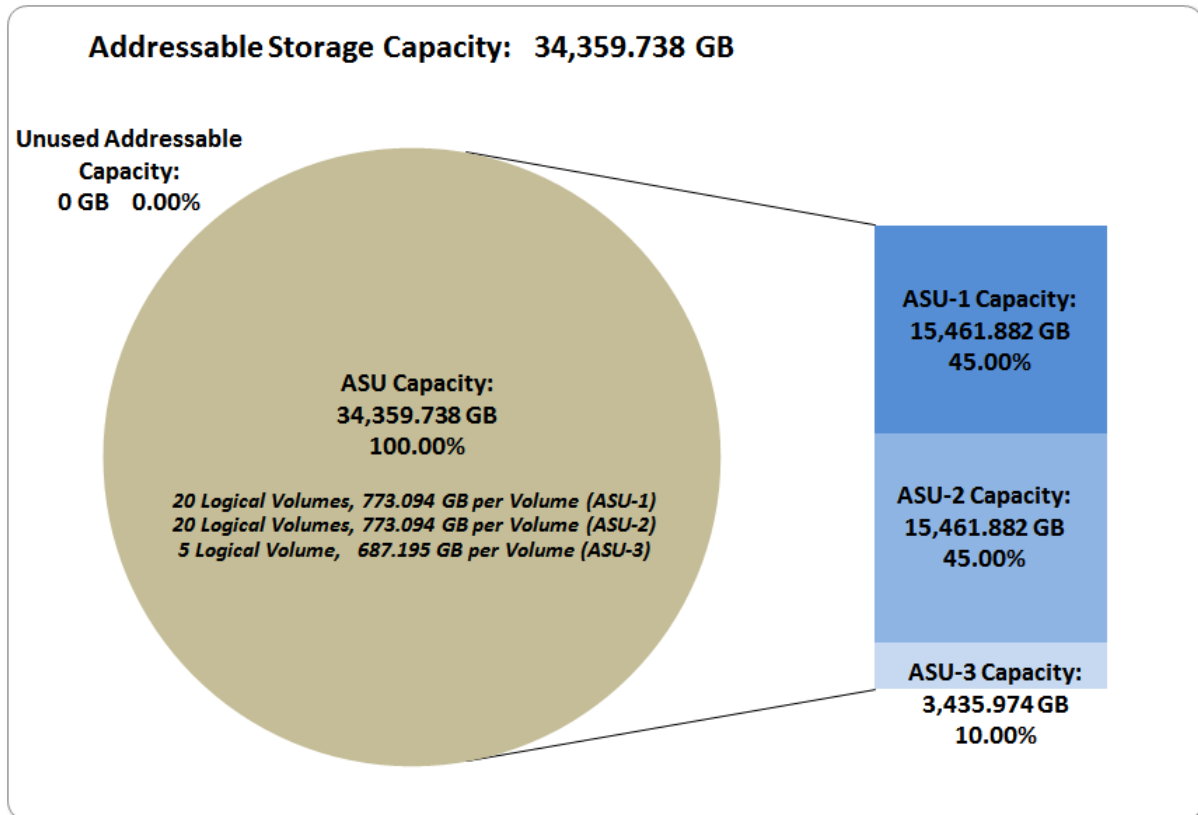 Addressable Storage Capacity: 34,359.738 GB
Unused Addressable
Capacity:
0 GB 0.00%
ASU Capacity:
34,359.738 GB
100.00%
20 Logical Volumes, 773.094 GB per Volume (ASU-1)
20 Logical Volumes, 773.094 GB per Volume (ASU-2)
5 Logical Volume, 687.195 GB per Volume (ASU-3)
ASU-1 Capacity:
15,461.882 GB
45.00%
ASU-2 Capacity:
15,461.882 GB
45.00%
ASU-3 Capacity:
3,435.974 GB
10.00%